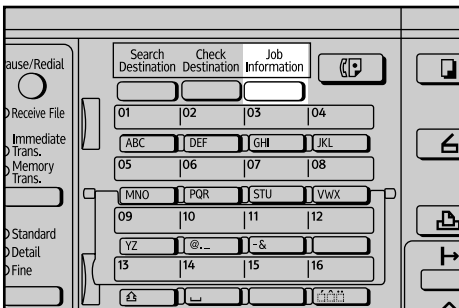 Search Destination
Check Destination
Job Information
ause/Redial
Receive File
Immediate Trans.
Memory Trans.
Standard
Detail
Fine
01 02 03 04
ABC DEF GHI JKL
05 06 07 08
MNO PQR STU VWX
09 10 11 12
YZ @._ -&
13 14 15 16